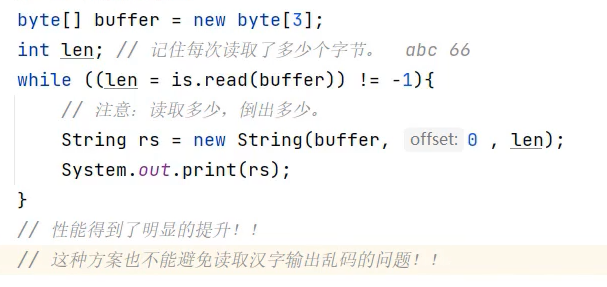 byte[] buffer = new byte[3];
int len; // 记住每次读取了多少个字节。  abc 66
while ((len = is.read(buffer)) != -1){
    // 注意：读取多少，倒出多少。
    String rs = new String(buffer, offset: 0 , len);
    System.out.print(rs);
}
// 性能得到了明显的提升！！
// 这种方案也不能避免读取汉字输出乱码的问题！！